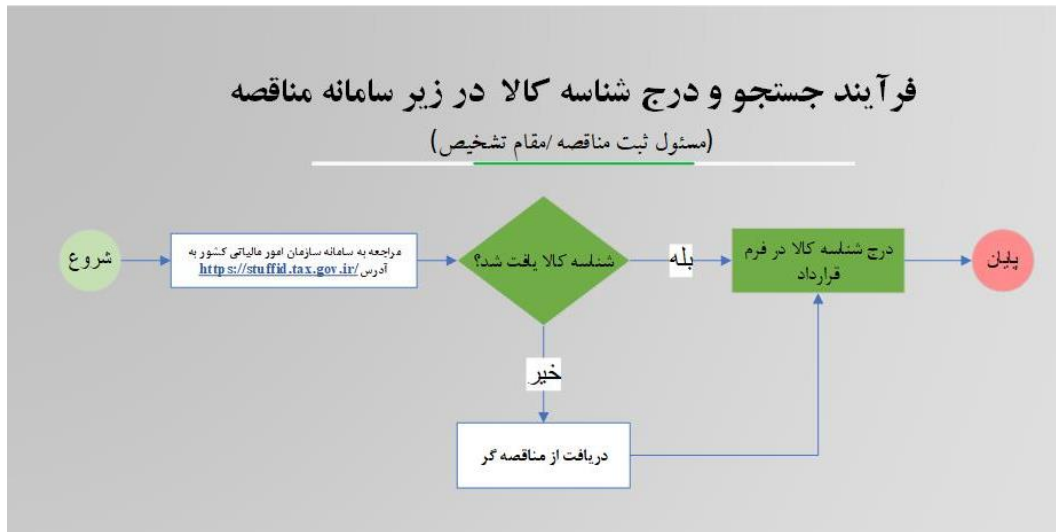 فرآیند جستجو و درج شناسه کالا در زیر سامانه مناقصه
(مسئول ثبت مناقصه /مقام تشخیص)
شروع
مراجعه به سامانه سازمان امور مالیاتی کشور به
آدرس https://stuffid.tax.gov.ir/
شناسه کالا یافت شد؟
بله
درج شناسه کالا در فرم
قرارداد
پایان
خیر
دریافت از مناقصه گر